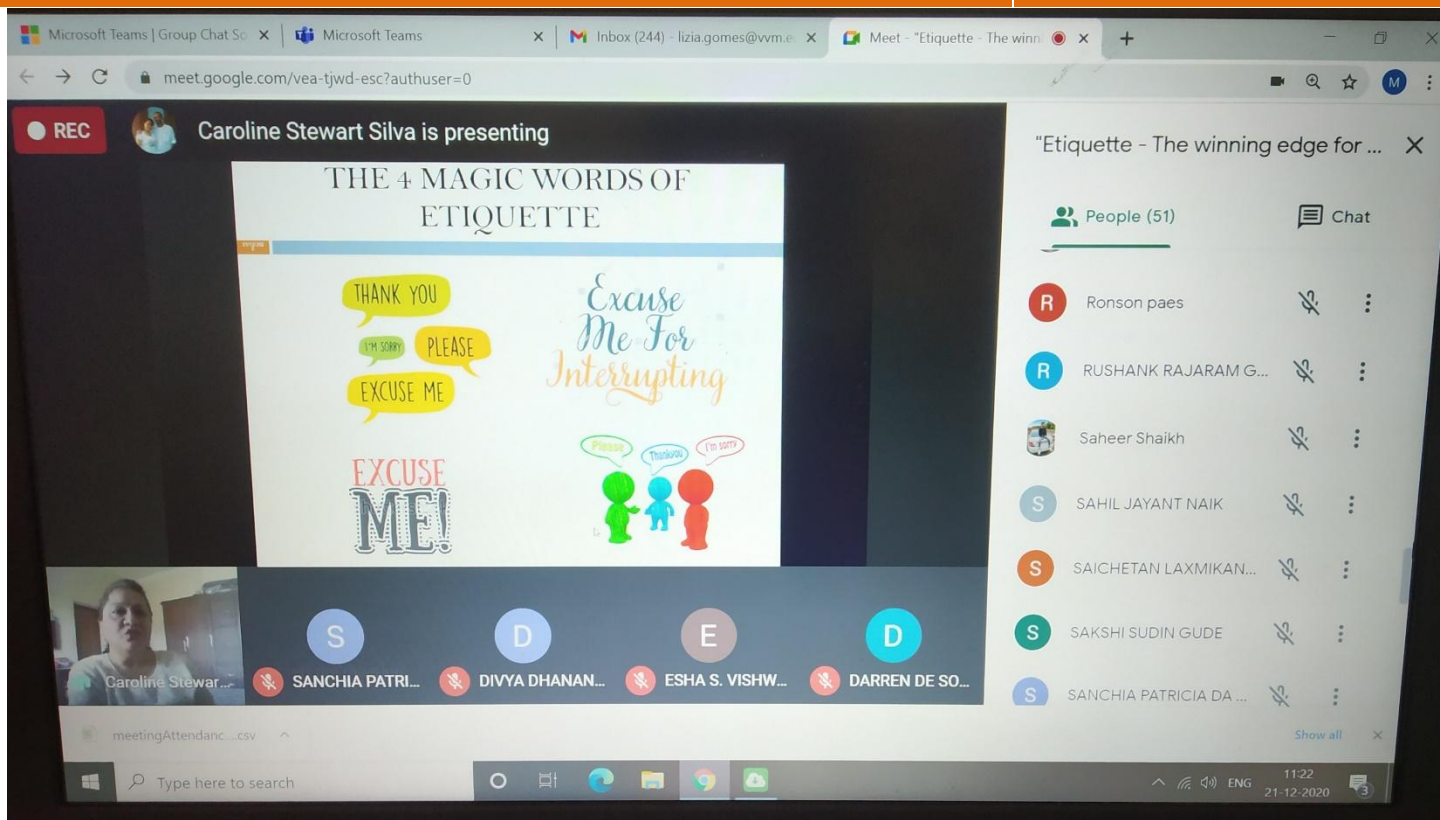 Microsoft Teams | Group Chat So
Microsoft Teams
Inbox (244) - lizia.gomes@vvm.e
Meet - "Etiquette - The winn
meet.google.com/vea-tjwd-esc?authuser=0
M
REC
Caroline Stewart Silva is presenting
THE 4 MAGIC WORDS OF
ETIQUETTE
THANK YOU
I'M SORRY
PLEASE
EXCUSE ME
Excuse
Me For
Interrupting
EXCUSE
ME!
Please
Thankyou
I'm sorry
Caroline Stewar...
S
SANCHIA PATRI...
D
DIVYA DHANAN...
E
ESHA S. VISHW...
D
DARREN DE SO...
"Etiquette - The winning edge for ...
People (51)
Chat
R
Ronson paes
R
RUSHANK RAJARAM G...
Saheer Shaikh
S
SAHIL JAYANT NAIK
S
SAICHETAN LAXMIKAN...
S
SAKSHI SUDIN GUDE
S
SANCHIA PATRICIA DA ...
meetingAttendanc....csv
Show all
Type here to search
ENG
11:22
21-12-2020
3